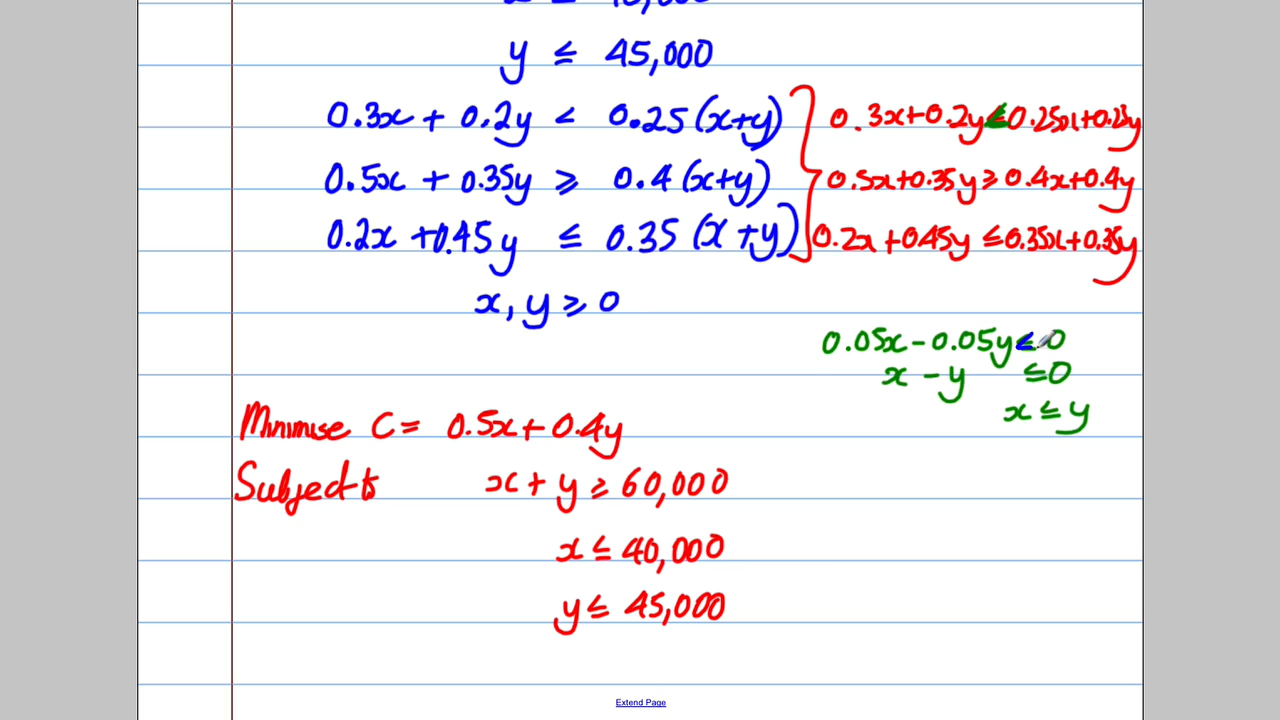 y ≤ 45,000
0.3x + 0.2y < 0.25 (x+y) } 0.3x+0.2y ≤ 0.25x+0.25y
0.5x + 0.35y ≥ 0.4 (x+y) 0.5x+0.35y ≥ 0.4x+0.4y
0.2x + 0.45y ≤ 0.35 (x+y) 0.2x+0.45y ≤ 0.35x+0.35y
x, y ≥ 0
0.05x - 0.05y ≤ 0
x - y ≤ 0
x ≤ y
Minimise C = 0.5x + 0.4y
Subject to x + y ≥ 60,000
x ≤ 40,000
y ≤ 45,000
Extend Page